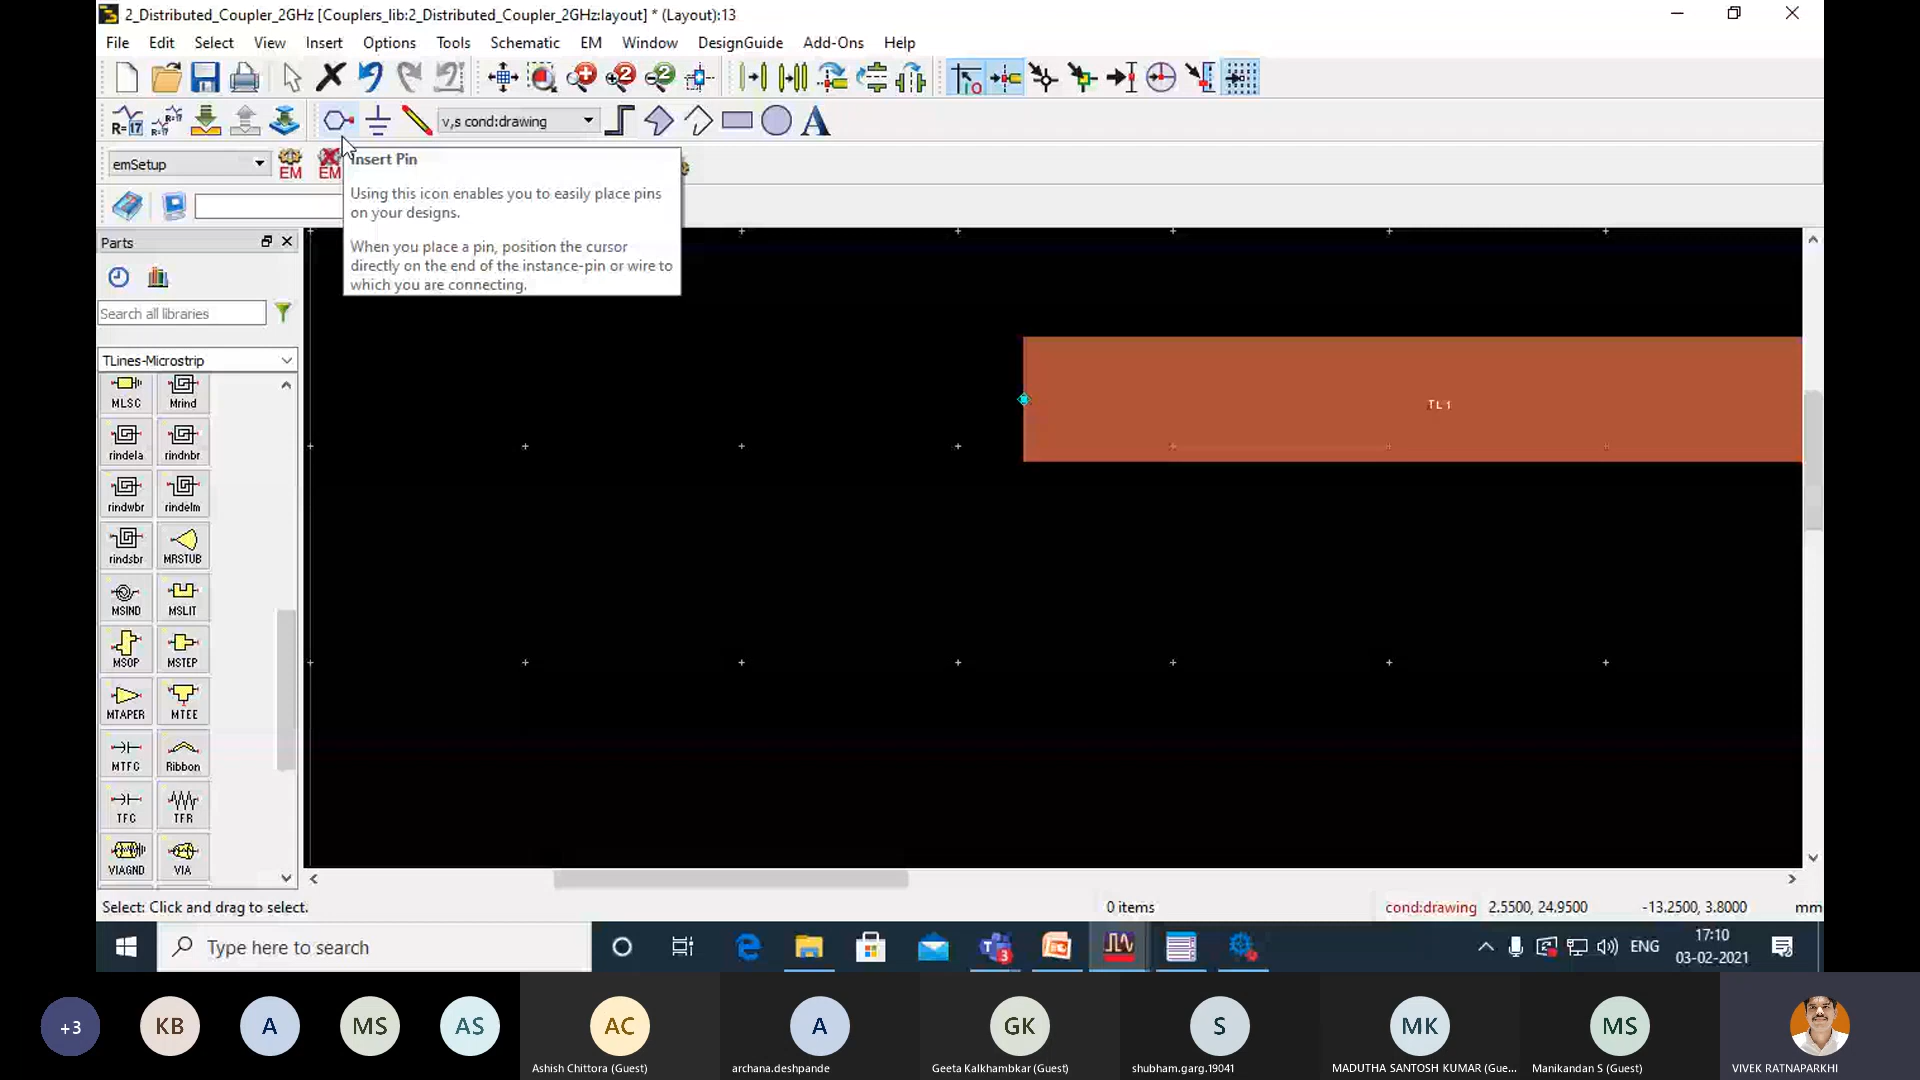 2_Distributed_Coupler_2GHz [Couplers_lib:2_Distributed_Coupler_2GHz:layout] * (Layout):13
File Edit Select View Insert Options Tools Schematic EM Window DesignGuide Add-Ons Help
v,s cond:drawing
emSetup EM EM
Insert Pin
Using this icon enables you to easily place pins
on your designs.
When you place a pin, position the cursor
directly on the end of the instance-pin or wire to
which you are connecting.
Parts
Search all libraries
TLines-Microstrip
MLSC Mrind
rindela rindnbr
rindwbr rindelm
rindsbr MRSTUB
MSIND MSLIT
MSOP MSTEP
MTAPER MTEE
MTFC Ribbon
TFC TFR
VIAGND VIA
TL1
Select: Click and drag to select. 0 items cond:drawing 2.5500, 24.9500 -13.2500, 3.8000 mm
Type here to search
3
ENG
17:10
03-02-2021
+3 KB A MS AS AC A GK S MK MS
Ashish Chittora (Guest) archana.deshpande Geeta Kalkhambkar (Guest) shubham.garg.19041 MADUTHA SANTOSH KUMAR (Gue... Manikandan S (Guest) VIVEK RATNAPARKHI